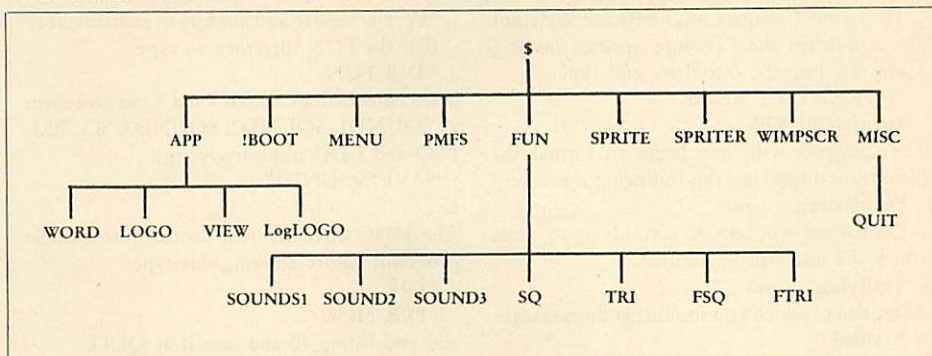 $
APP !BOOT MENU PMFS FUN SPRITE SPRITER WIMPSCR MISC
WORD LOGO VIEW LogLOGO QUIT
SOUNDS1 SOUND2 SOUND3 SQ TRI FSQ FTRI